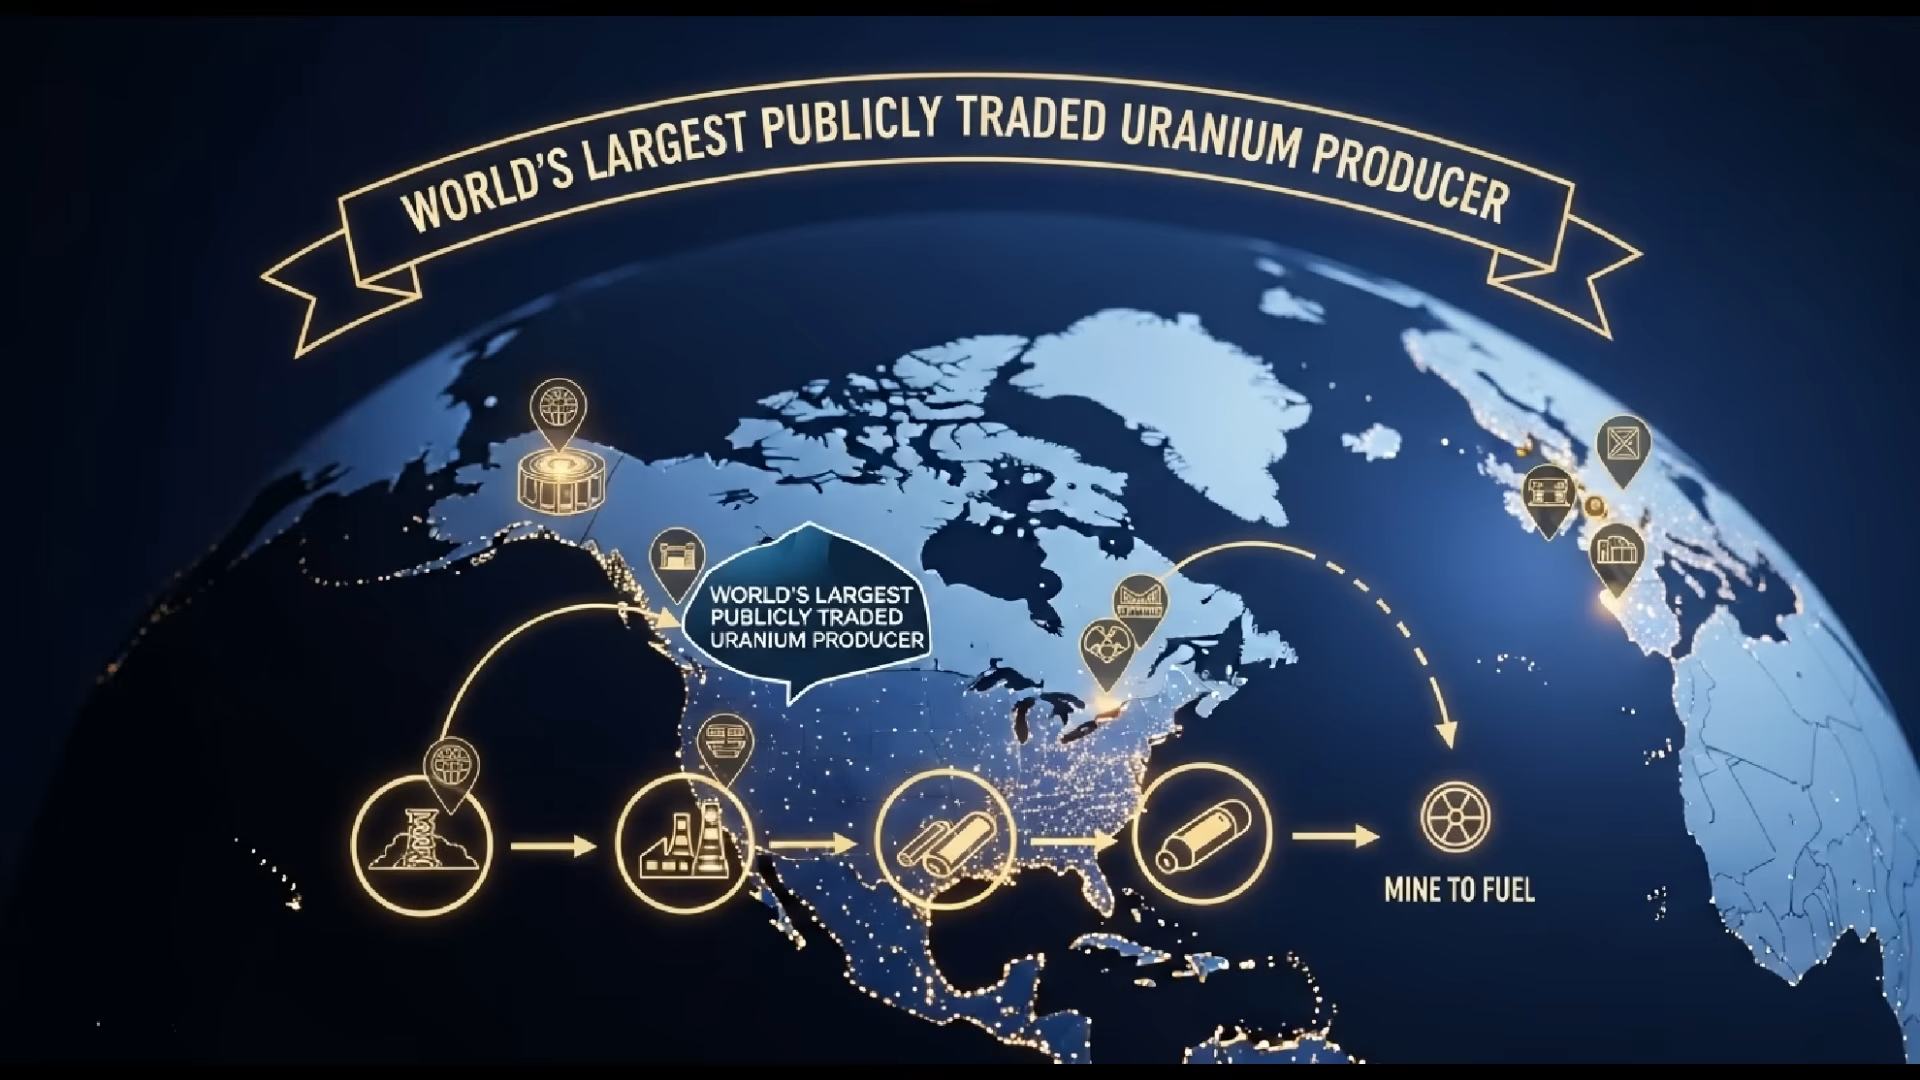 WORLD'S LARGEST PUBLICLY TRADED URANIUM PRODUCER
WORLD'S LARGEST
PUBLICLY TRADED
URANIUM PRODUCER
MINE TO FUEL